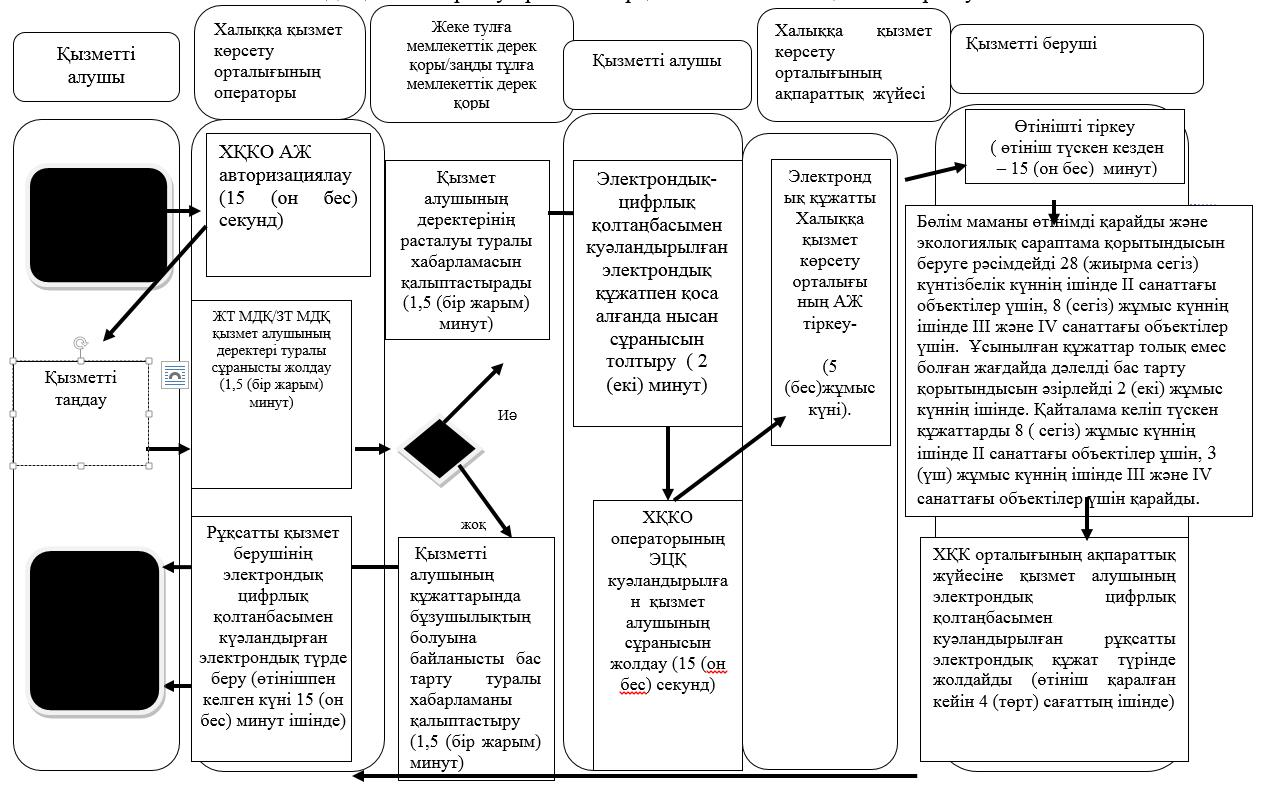 Қызметті
алушы
Халыққа қызмет
көрсету
орталығының
операторы
Жеке тұлға
мемлекеттік дерек
қоры/заңды тұлға
мемлекеттік дерек
қоры
Қызметті алушы
Халыққа қызмет
көрсету
орталығының
ақпараттық жүйесі
Қызметті беруші
ХҚКО АЖ
авторизациялау
(15 (он бес)
секунд)
Қызметті
таңдау
ЖТ МДҚ/ЗТ МДҚ
қызмет алушының
деректері туралы
сұранысты жолдау
(1,5 (бір жарым)
минут)
Рұқсатты қызмет
берушінің
электрондық
цифрлық
қолтанбасымен
күәландырған
электрондық түрде
беру (өтінішпен
келген күні 15 (он
бес) минут ішінде)
Қызмет
алушының
деректерінің
расталуы туралы
хабарламасын
қалыптастырады
(1,5 (бір жарым)
минут)
Иә
жоқ
Қызметті
алушының
құжаттарында
бұзушылықтың
болуына
байланысты бас
тарту туралы
хабарламаны
қалыптастыру
(1,5 (бір жарым)
минут)
Электрондық-
цифрлық
қолтаңбасымен
куәландырылған
электрондық
құжатпен қоса
алғанда нысан
сұранысын
толтыру ( 2
(екі) минут)
ХҚКО
операторының
ЭЦҚ
куәландырылға
н қызмет
алушының
сұранысын
жолдау (15 (он
бес) секунд)
Электронд
ық құжатты
Халыққа
қызмет
көрсету
орталығы
ның АЖ
тіркеу-
(5
(бес)жұмыс
күні).
Өтінішті тіркеу
( өтініш түскен кезден
– 15 (он бес) минут)
Бөлім маманы өтінімді қарайды және
экологиялық сараптама қорытындысын
беруге рәсімдейді 28 (жиырма сегіз)
күнтізбелік күннің ішінде II санаттағы
объектілер үшін, 8 (сегіз) жұмыс күннің
ішінде III және IV санаттағы объектілер
үшін. Ұсынылған құжаттар толық емес
болған жағдайда дәлелді бас тарту
қорытындысын әзірлейді 2 (екі) жұмыс
күннің ішінде. Қайталама келіп түскен
құжаттарды 8 ( сегіз) жұмыс күннің
ішінде II санаттағы объектілер ұшін, 3
(үш) жұмыс күннің ішінде III және IV
санаттағы объектілер үшін қарайды.
ХҚК орталығының ақпараттық
жүйесіне қызмет алушының
электрондық цифрлық
қолтаңбасымен
куәландырылған рұқсатты
электрондық құжат түрінде
жолдайды (өтініш қаралған
кейін 4 (төрт) сағаттың ішінде)